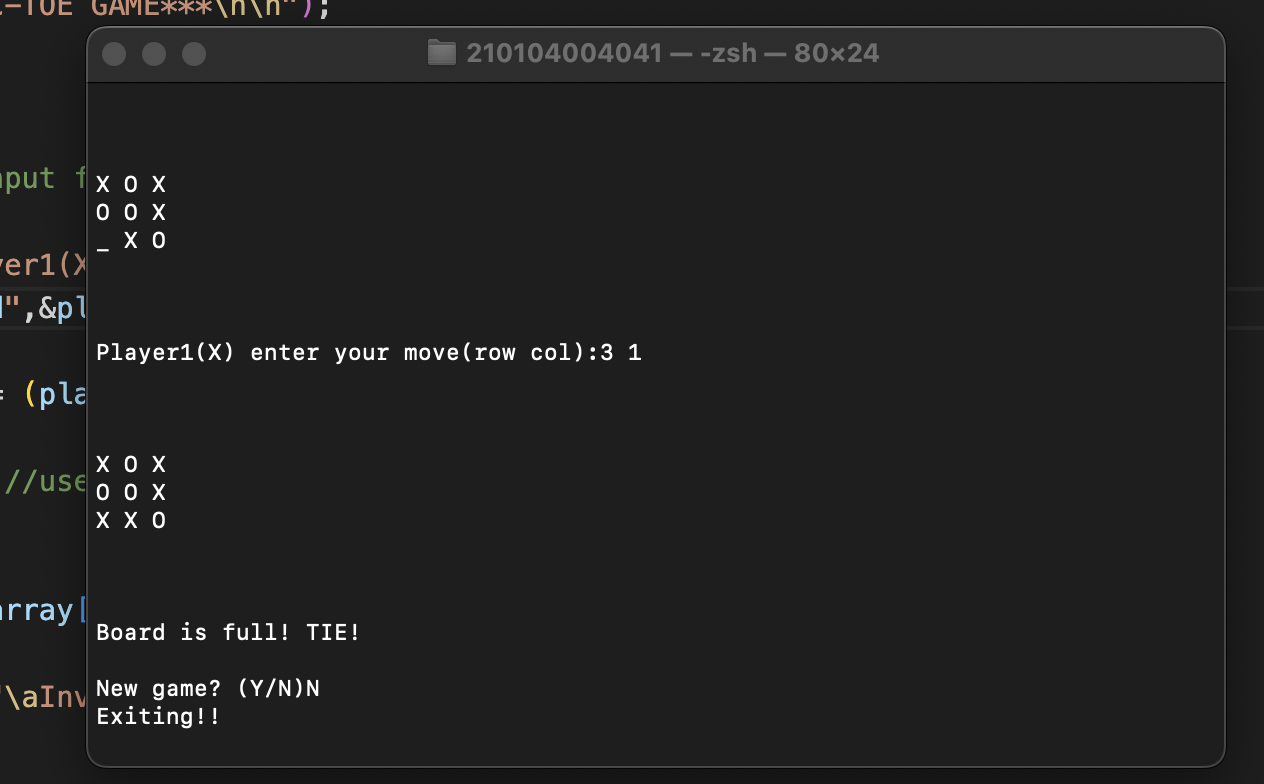 -TOE GAME***\n\n");
210104004041 — -zsh — 80×24
X O X
nput f
O O X
_ X O
yer1(X
",&pl
Player1(X) enter your move(row col):3 1
= (pla
X O X
//use
O O X
X X O
array[
Board is full! TIE!
"\aInv
New game? (Y/N)N
Exiting!!